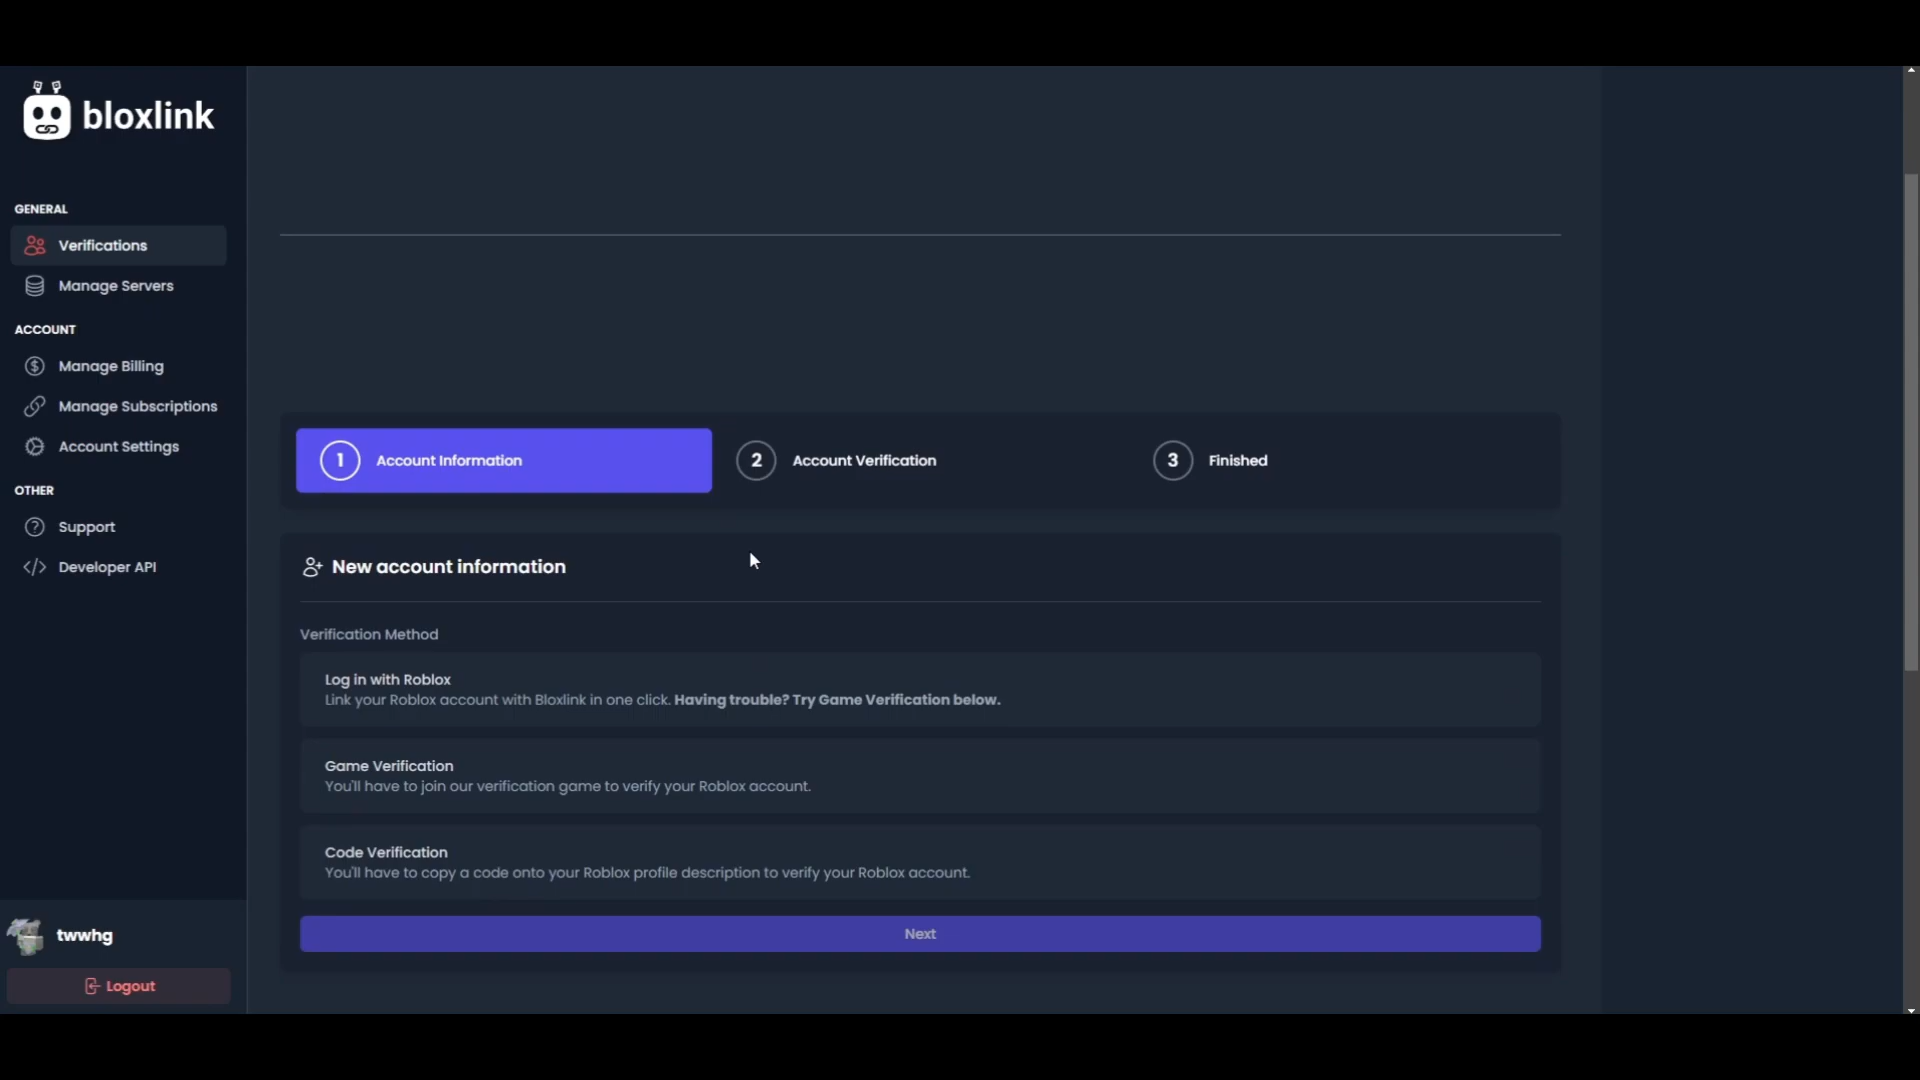 bloxlink
GENERAL
Verifications
Manage Servers
ACCOUNT
Manage Billing
Manage Subscriptions
Account Settings
OTHER
Support
Developer API
twwhg
Logout
1 Account Information
2 Account Verification
3 Finished
New account information
Verification Method
Log in with Roblox
Link your Roblox account with Bloxlink in one click. Having trouble? Try Game Verification below.
Game Verification
You'll have to join our verification game to verify your Roblox account.
Code Verification
You'll have to copy a code onto your Roblox profile description to verify your Roblox account.
Next